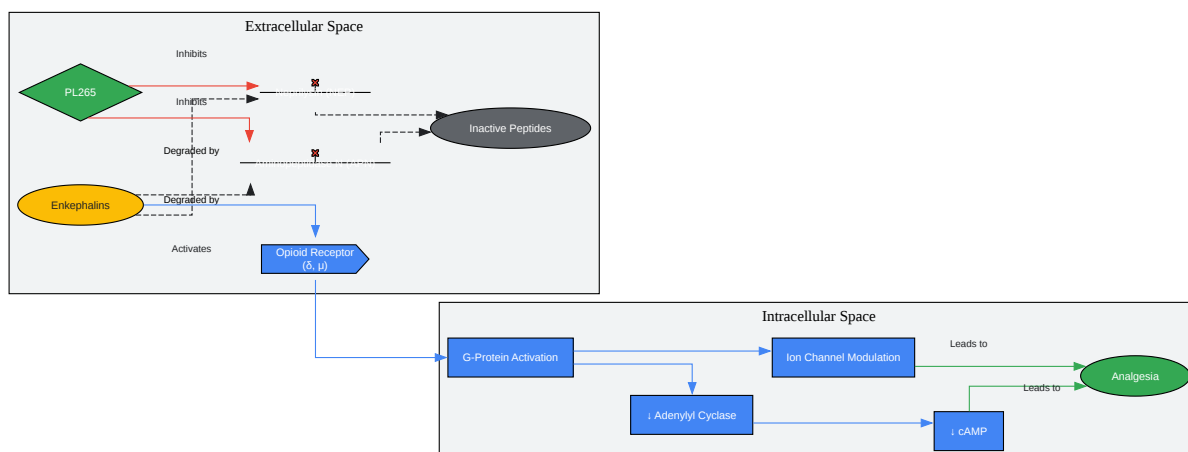 Extracellular Space
Inhibits
PL265
Inhibits
Inactive Peptides
Degraded by
Enkephalins
Degraded by
Activates
Opioid Receptor
(δ, μ)
Intracellular Space
G-Protein Activation
Ion Channel Modulation
Leads to
Analgesia
Leads to
↓ Adenylyl Cyclase
↓ cAMP